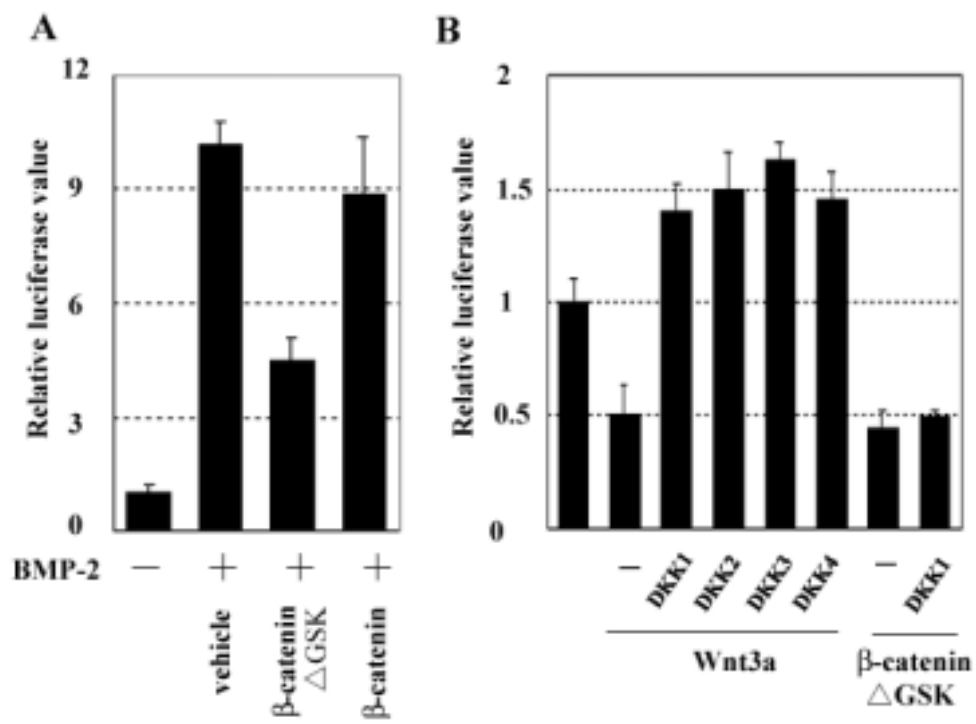 A
Relative luciferase value
12
9
6
3
0
BMP-2 — + + +
vehicle
β-catenin
△GSK
β-catenin
B
Relative luciferase value
2
1.5
1
0.5
0
– DKK1 DKK2 DKK3 DKK4 – DKK1
Wnt3a
β-catenin
△GSK